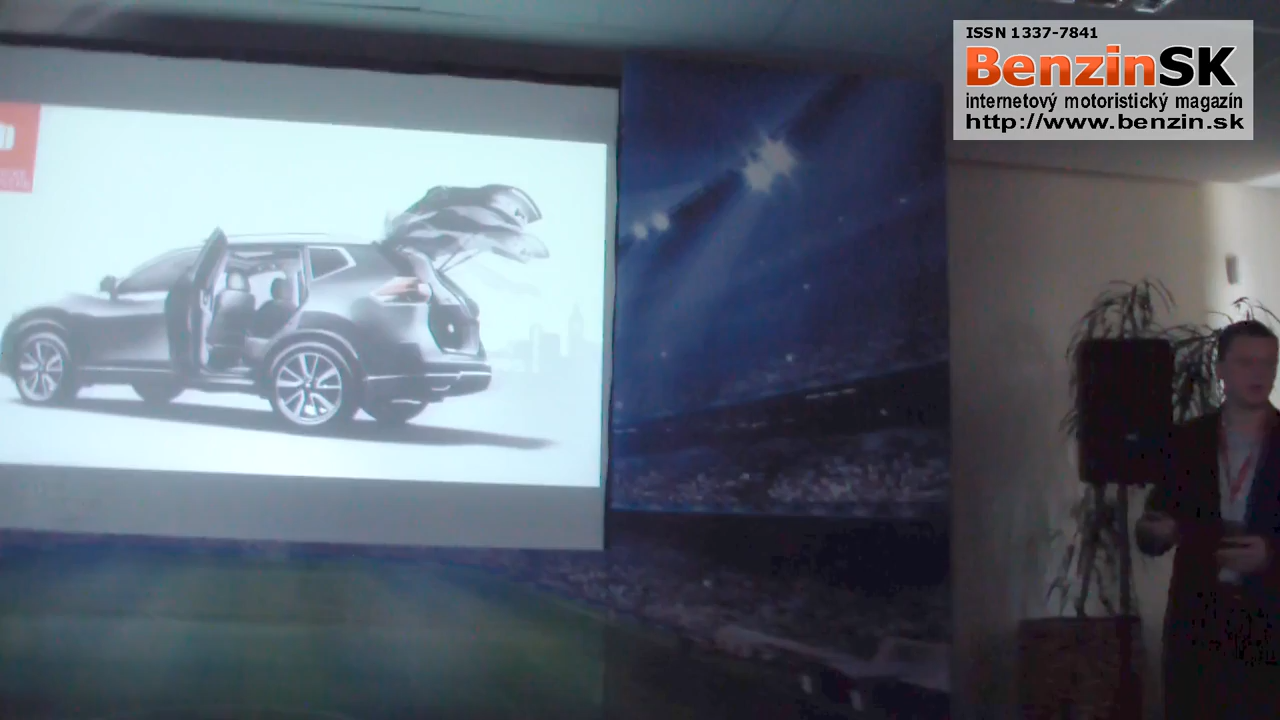 ISSN 1337-7841
BenzinSK
internetový motoristický magazín
http://www.benzin.sk